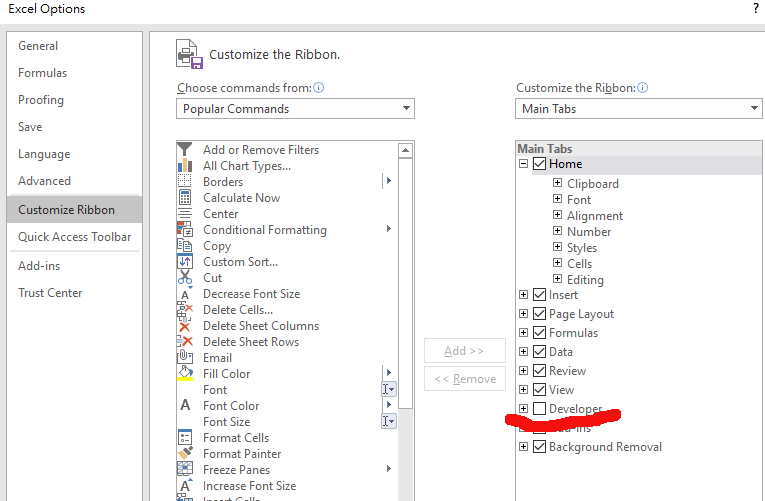 Excel Options
?
General
Formulas
Proofing
Save
Language
Advanced
Customize Ribbon
Quick Access Toolbar
Add-ins
Trust Center
Customize the Ribbon.
Choose commands from:
Popular Commands
Add or Remove Filters
All Chart Types...
Borders
Calculate Now
Center
Conditional Formatting
Copy
Custom Sort...
Cut
Decrease Font Size
Delete Cells...
Delete Sheet Columns
Delete Sheet Rows
Email
Fill Color
Font
Font Color
Font Size
Format Cells
Format Painter
Freeze Panes
Increase Font Size
Insert Cells
Add >>
<< Remove
Customize the Ribbon:
Main Tabs
Main Tabs
Home
Clipboard
Font
Alignment
Number
Styles
Cells
Editing
Insert
Page Layout
Formulas
Data
Review
View
Developer
Add-ins
Background Removal